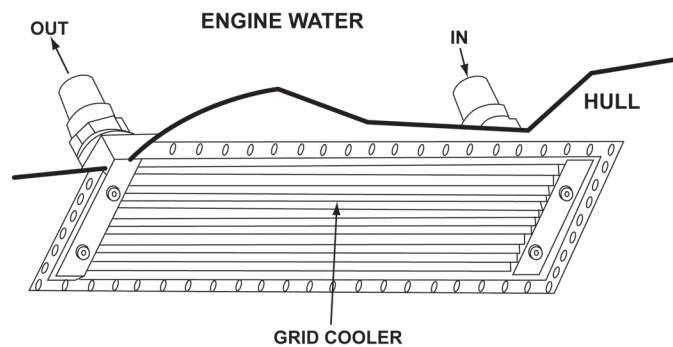 ENGINE WATER
OUT
IN
HULL
GRID COOLER